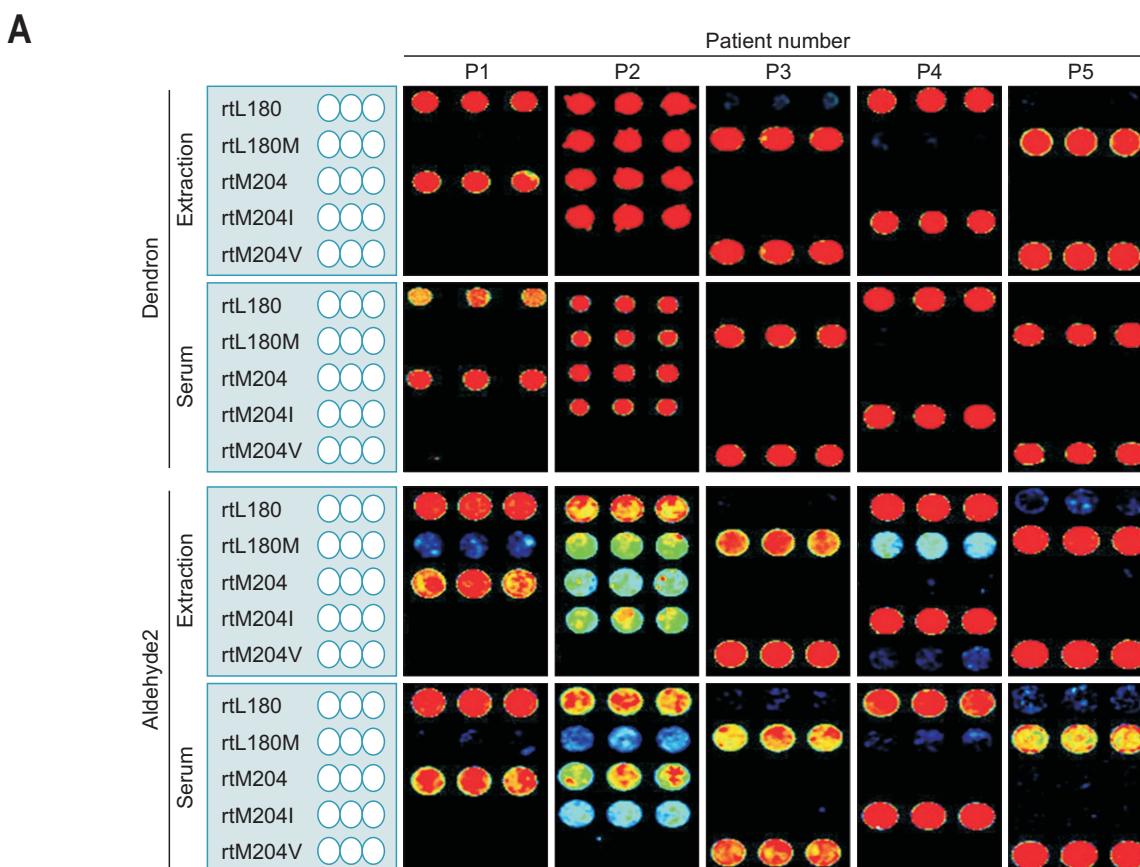 A
Patient number
P1 P2 P3 P4 P5
Dendron
Extraction
rtL180
rtL180M
rtM204
rtM204I
rtM204V
Serum
rtL180
rtL180M
rtM204
rtM204I
rtM204V
Aldehyde2
Extraction
rtL180
rtL180M
rtM204
rtM204I
rtM204V
Serum
rtL180
rtL180M
rtM204
rtM204I
rtM204V